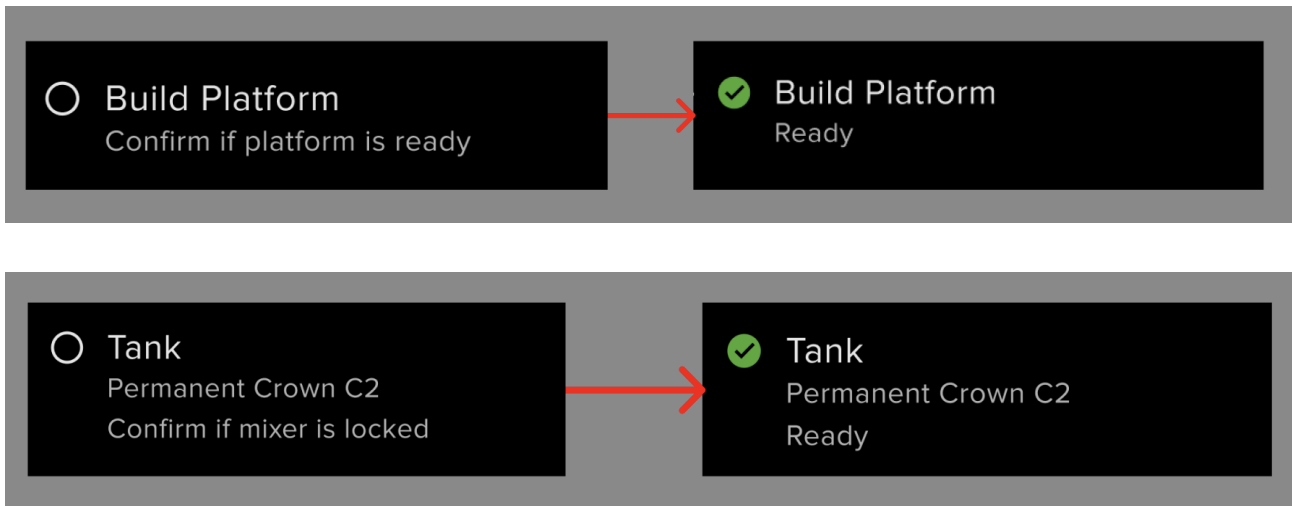 Build Platform
Confirm if platform is ready
Build Platform
Ready
Tank
Permanent Crown C2
Confirm if mixer is locked
Tank
Permanent Crown C2
Ready